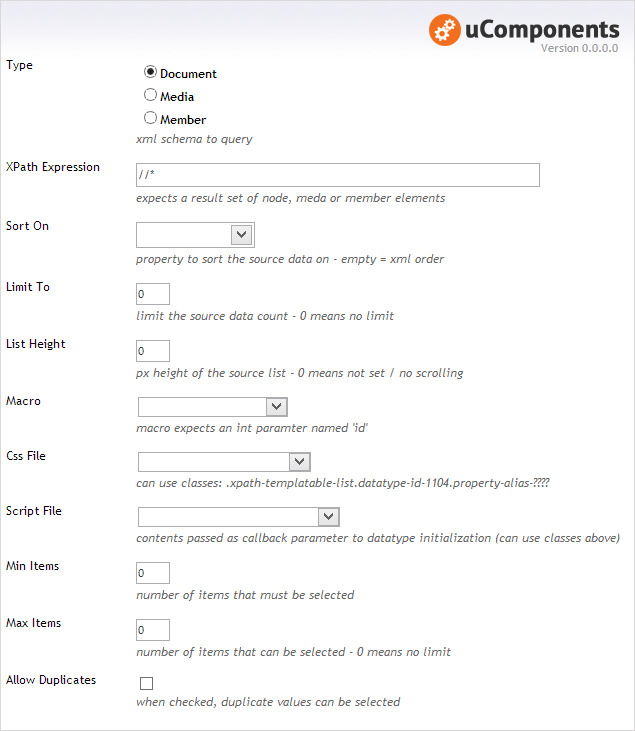 uComponents
Version 0.0.0.0
Type
Document
Media
Member
xml schema to query
XPath Expression
//*
expects a result set of node, meda or member elements
Sort On
property to sort the source data on - empty = xml order
Limit To
0
limit the source data count - 0 means no limit
List Height
0
px height of the source list - 0 means not set / no scrolling
Macro
macro expects an int paramter named 'id'
Css File
can use classes: .xpath-templatable-list.datatype-id-1104.property-alias-????
Script File
contents passed as callback parameter to datatype initialization (can use classes above)
Min Items
0
number of items that must be selected
Max Items
0
number of items that can be selected - 0 means no limit
Allow Duplicates
when checked, duplicate values can be selected